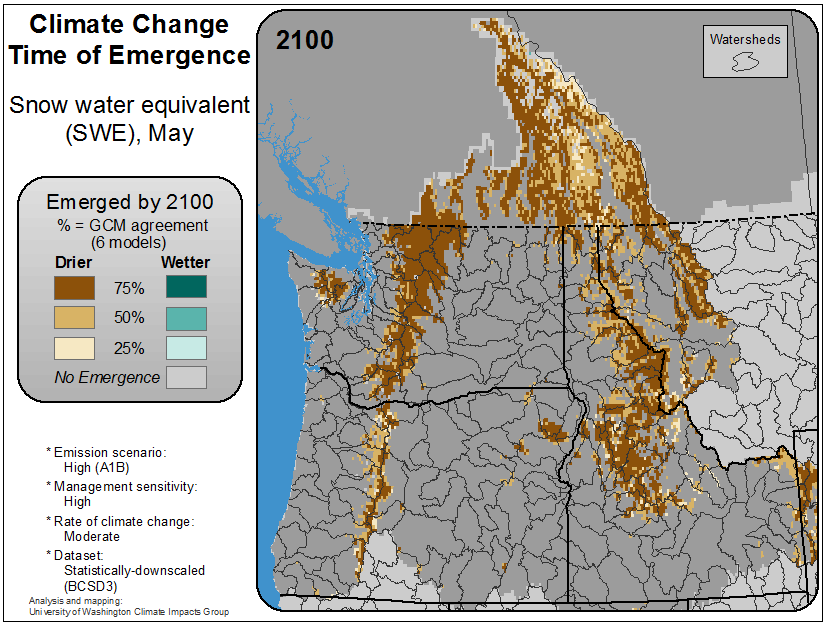 Climate Change
Time of Emergence
Snow water equivalent
(SWE), May
Emerged by 2100
% = GCM agreement
(6 models)
Drier Wetter
75%
50%
25%
No Emergence
* Emission scenario:
High (A1B)
* Management sensitivity:
High
* Rate of climate change:
Moderate
* Dataset:
Statistically-downscaled
(BCSD3)
Analysis and mapping:
University of Washington Climate Impacts Group
2100
Watersheds